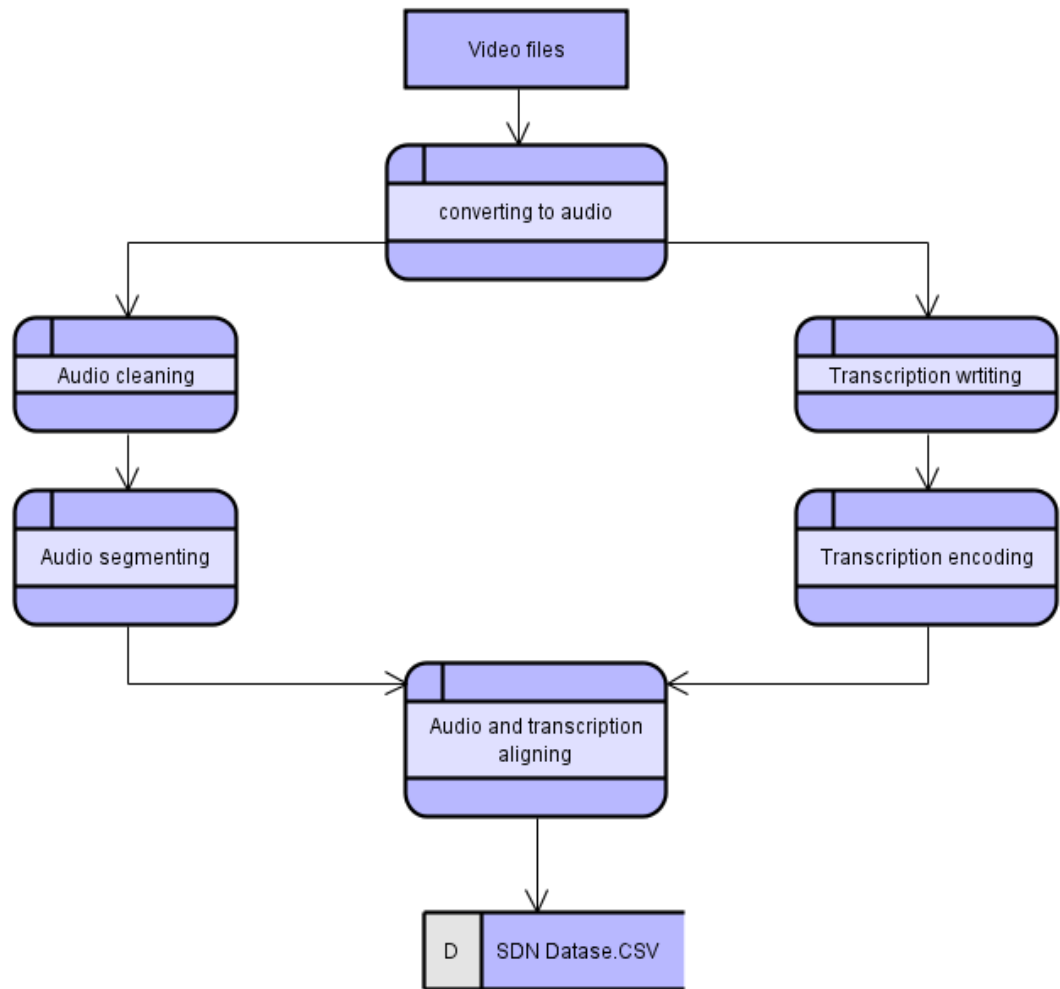 Video files
converting to audio
Audio cleaning
Transcription wrtiting
Audio segmenting
Transcription encoding
Audio and transcription
aligning
D
SDN Datase.CSV